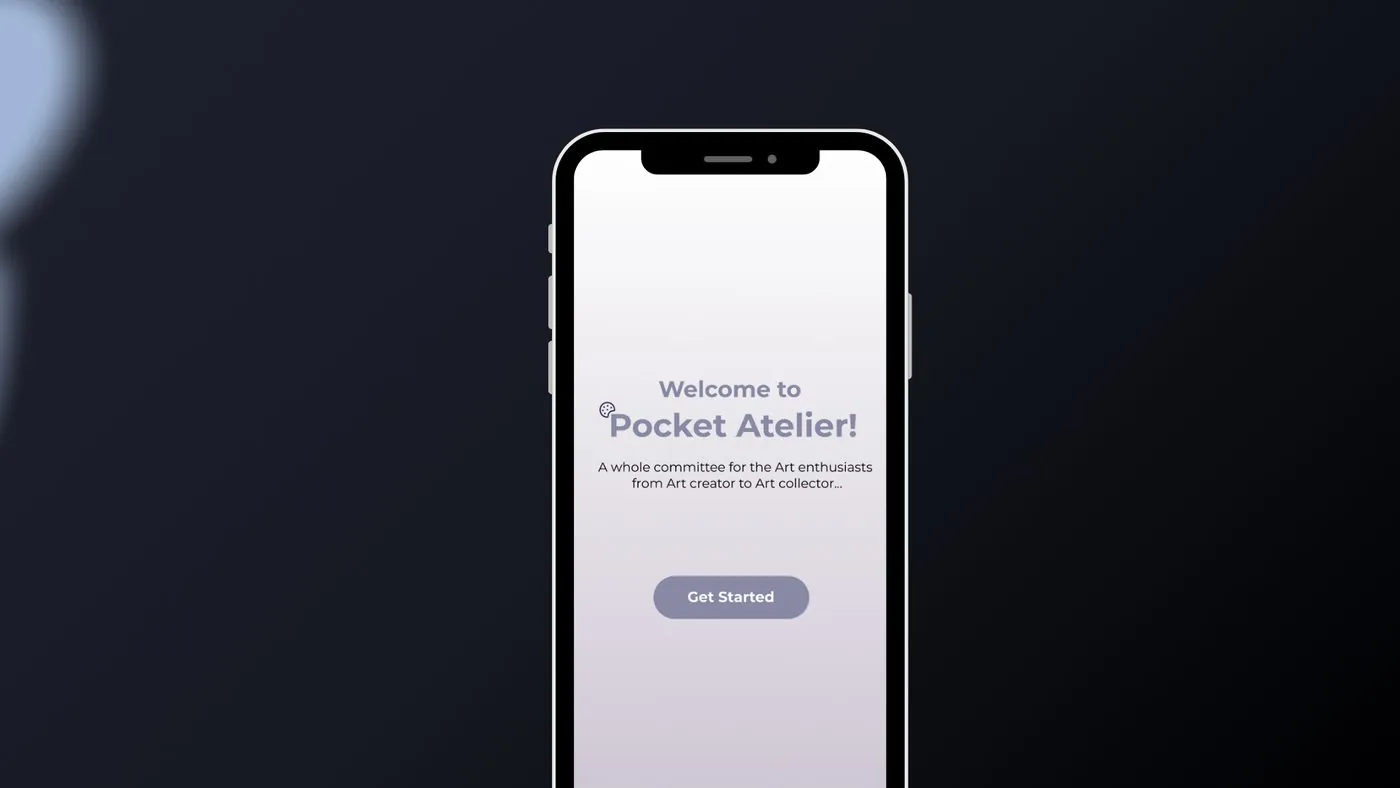 Welcome to
Pocket Atelier!
A whole committee for the Art enthusiasts
from Art creator to Art collector...
Get Started